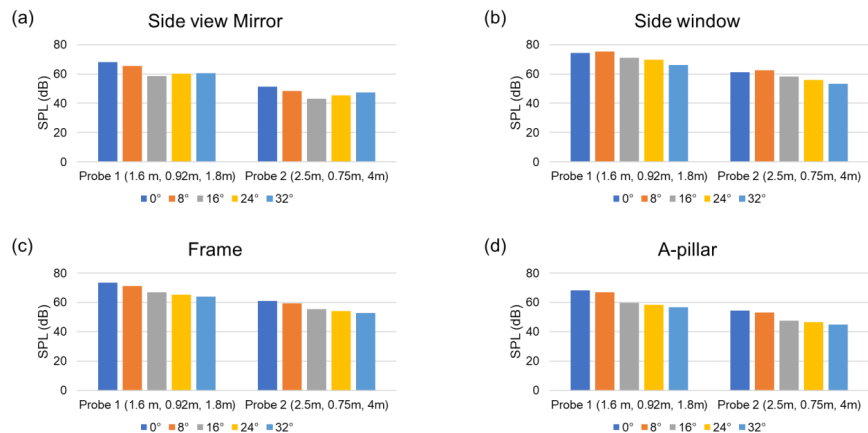 (a) Side view Mirror
80
60
40
20
0
SPL (dB)
Probe 1 (1.6 m, 0.92m, 1.8m) Probe 2 (2.5m, 0.75m, 4m)
0° 8° 16° 24° 32°
(b) Side window
80
60
40
20
0
SPL (dB)
Probe 1 (1.6 m, 0.92m, 1.8m) Probe 2 (2.5m, 0.75m, 4m)
0° 8° 16° 24° 32°
(c) Frame
80
60
40
20
0
SPL (dB)
Probe 1 (1.6 m, 0.92m, 1.8m) Probe 2 (2.5m, 0.75m, 4m)
0° 8° 16° 24° 32°
(d) A-pillar
80
60
40
20
0
SPL (dB)
Probe 1 (1.6 m, 0.92m, 1.8m) Probe 2 (2.5m, 0.75m, 4m)
0° 8° 16° 24° 32°